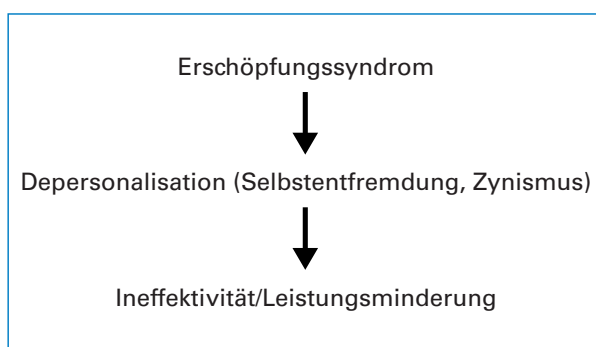 Erschöpfungssyndrom
Depersonalisation (Selbstentfremdung, Zynismus)
Ineffektivität/Leistungsminderung